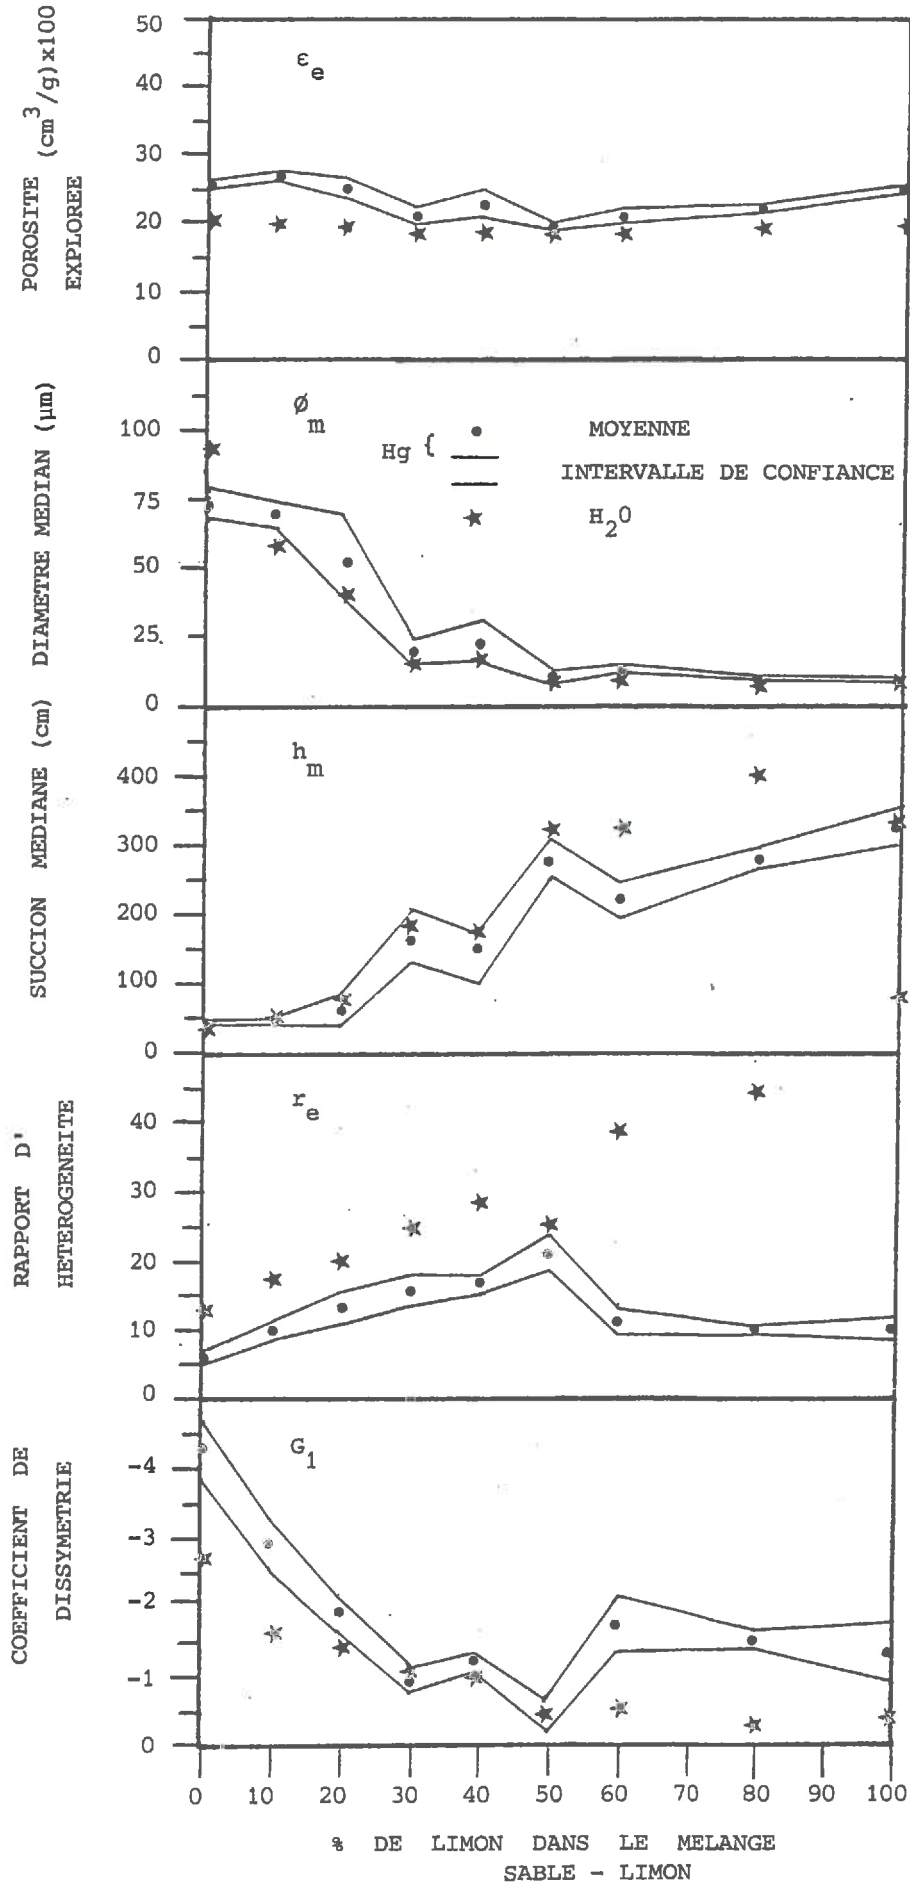 POROSITE (cm³/g)x100
EXPLOREE
50
40
30
20
10
0
εe
DIAMETRE MEDIAN (µm)
100
75
50
25
0
øm
Hg {
MOYENNE
INTERVALLE DE CONFIANCE
H₂O
SUCCION MEDIANE (cm)
400
300
200
100
0
hm
RAPPORT D'
HETEROGENEITE
40
30
20
10
0
re
COEFFICIENT DE
DISSYMETRIE
-4
-3
-2
-1
0
G₁
0 10 20 30 40 50 60 70 80 90 100
% DE LIMON DANS LE MELANGE
SABLE - LIMON